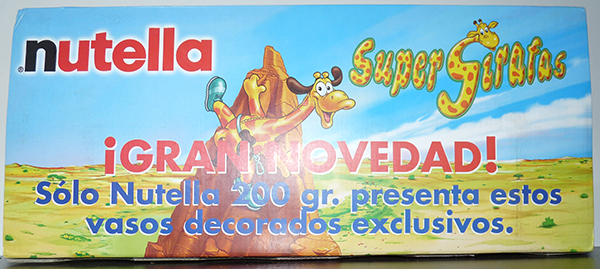 nutella
Super Girafas
¡GRAN NOVEDAD!
Sólo Nutella 200 gr. presenta estos
vasos decorados exclusivos.